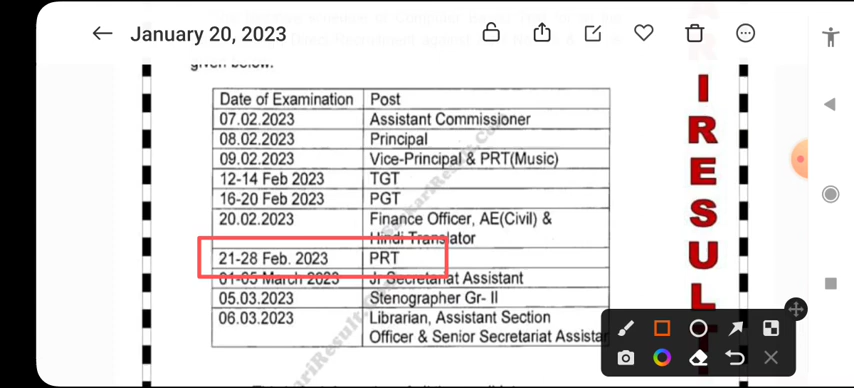 January 20, 2023
given below:
Date of Examination Post
07.02.2023 Assistant Commissioner
08.02.2023 Principal
09.02.2023 Vice-Principal & PRT(Music)
12-14 Feb 2023 TGT
16-20 Feb 2023 PGT
20.02.2023 Finance Officer, AE(Civil) &
Hindi Translator
21-28 Feb. 2023 PRT
01-05 March 2023 Jr Secretariat Assistant
05.03.2023 Stenographer Gr- II
06.03.2023 Librarian, Assistant Section
Officer & Senior Secretariat Assistan
IRESULT